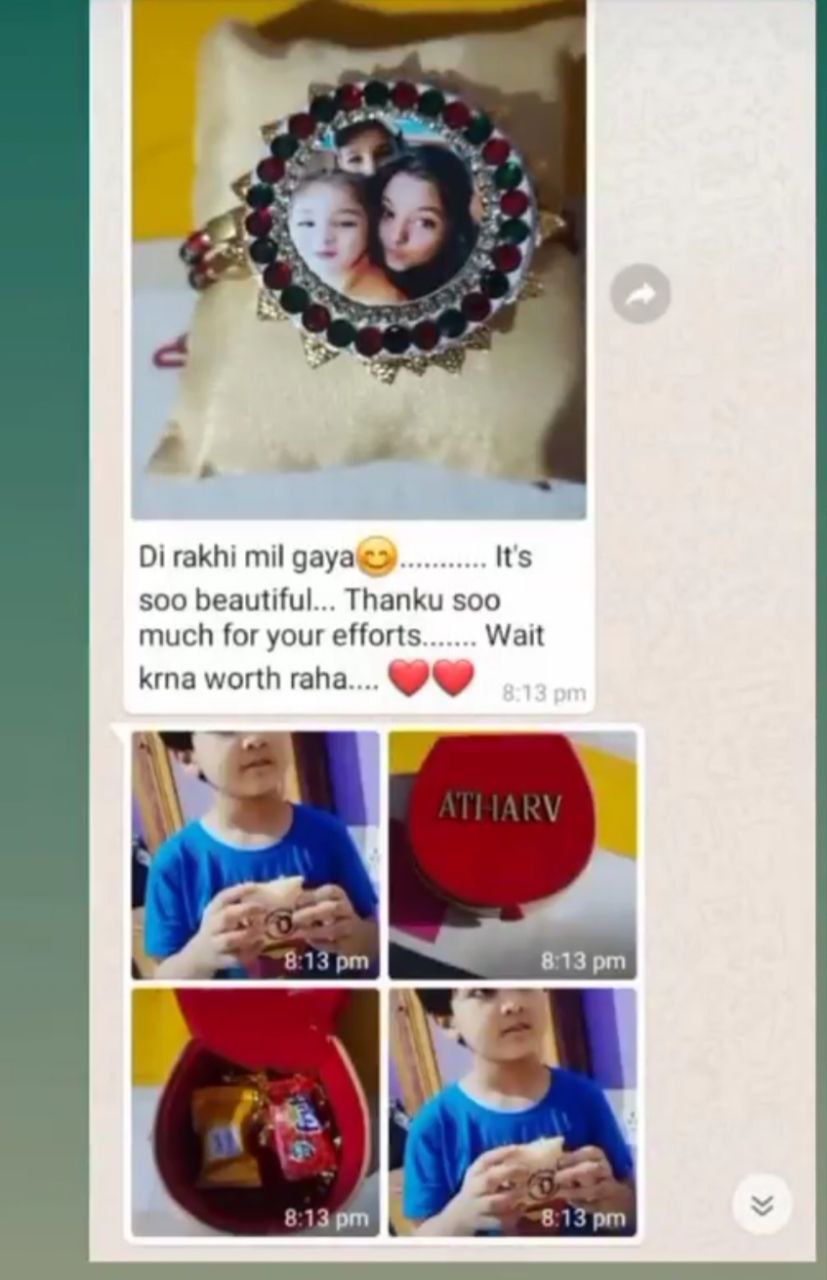 Di rakhi mil gaya😊........... It's
soo beautiful... Thanku soo
much for your efforts....... Wait
krna worth raha.... ❤️❤️
8:13 pm
8:13 pm
ATHARV
8:13 pm
8:13 pm
8:13 pm